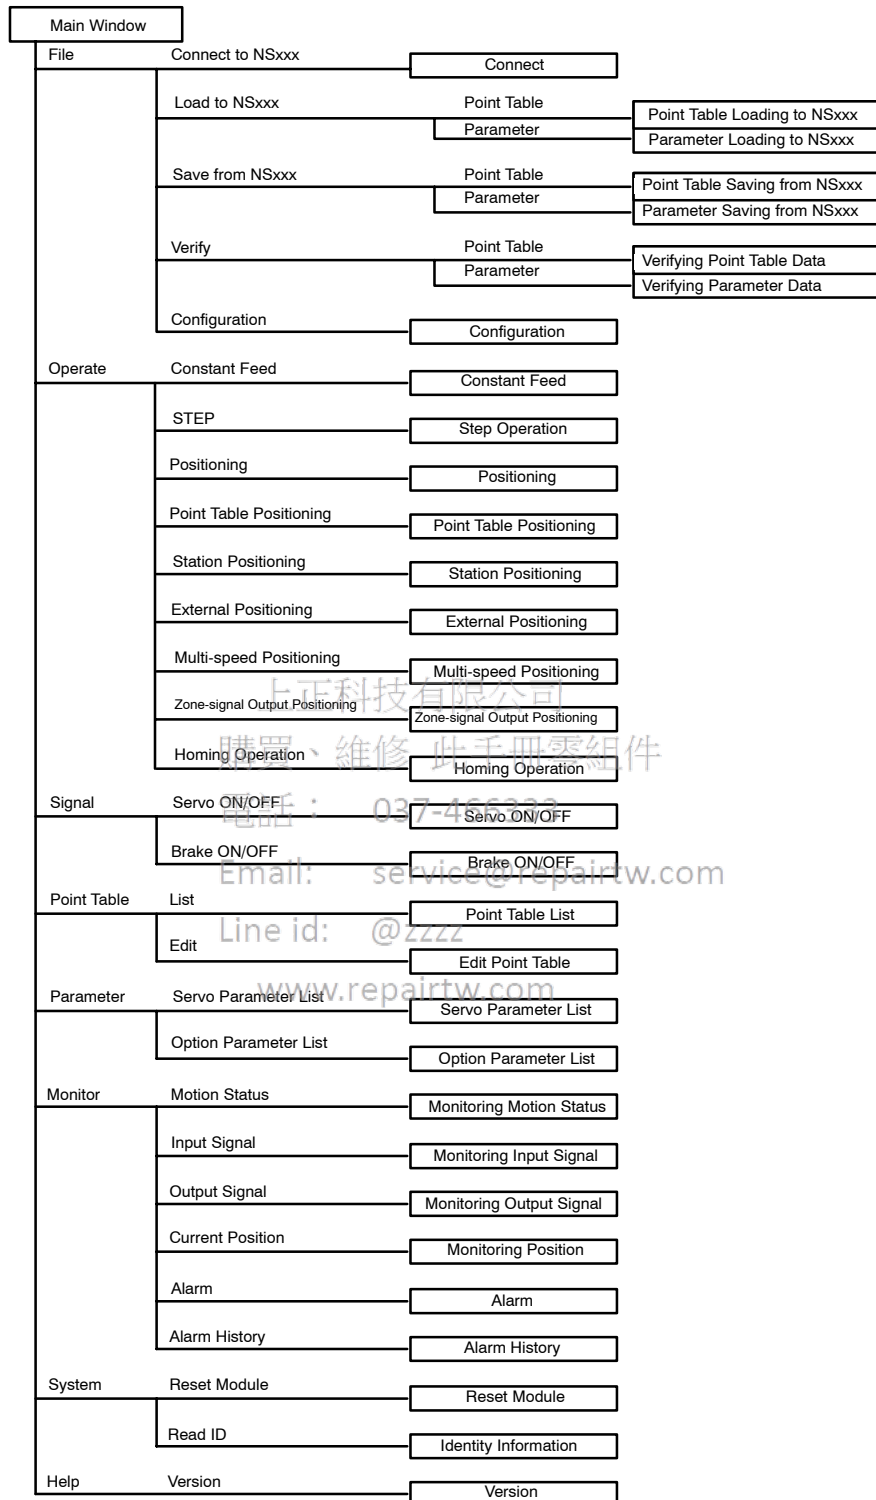 Main Window
File Connect to NSxxx Connect
Load to NSxxx Point Table Point Table Loading to NSxxx
Parameter Parameter Loading to NSxxx
Save from NSxxx Point Table Point Table Saving from NSxxx
Parameter Parameter Saving from NSxxx
Verify Point Table Verifying Point Table Data
Parameter Verifying Parameter Data
Configuration Configuration
Operate Constant Feed Constant Feed
STEP Step Operation
Positioning Positioning
Point Table Positioning Point Table Positioning
Station Positioning Station Positioning
External Positioning External Positioning
Multi-speed Positioning Multi-speed Positioning
上正科技有限公司
Zone-signal Output Positioning Zone-signal Output Positioning
購買、維修 此手冊零組件
Homing Operation Homing Operation
Signal Servo ON/OFF Servo ON/OFF
電話： 037-466333
Brake ON/OFF Brake ON/OFF
Email: service@repairtw.com
Point Table List Point Table List
Line id: @zzzz
Edit Edit Point Table
www.repairtw.com
Parameter Servo Parameter List Servo Parameter List
Option Parameter List Option Parameter List
Monitor Motion Status Monitoring Motion Status
Input Signal Monitoring Input Signal
Output Signal Monitoring Output Signal
Current Position Monitoring Position
Alarm Alarm
Alarm History Alarm History
System Reset Module Reset Module
Read ID Identity Information
Help Version Version